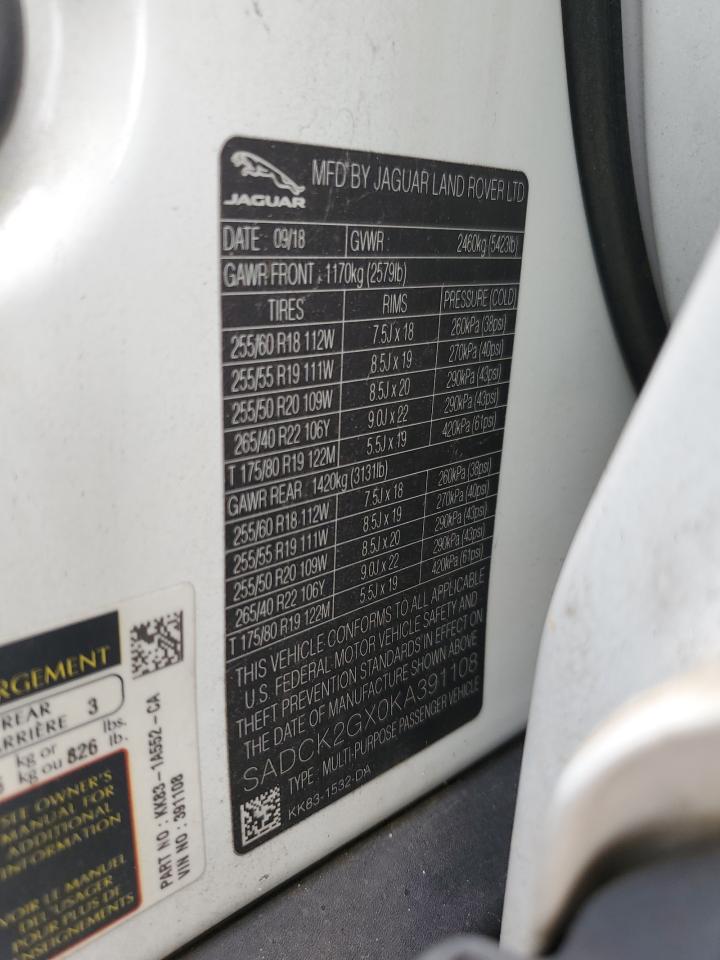 JAGUAR
MFD BY JAGUAR LAND ROVER LTD
DATE : 09/18 GVWR : 2460kg (5423lb)
GAWR FRONT : 1170kg (2579lb)
TIRES RIMS PRESSURE (COLD)
255/60 R18 112W 7.5J x 18 260kPa (38psi)
255/55 R19 111W 8.5J x 19 270kPa (40psi)
255/50 R20 109W 8.5J x 20 290kPa (43psi)
265/40 R22 106Y 9.0J x 22 290kPa (43psi)
T 175/80 R19 122M 5.5J x 19 420kPa (61psi)
GAWR REAR : 1420kg (3131lb)
255/60 R18 112W 7.5J x 18 260kPa (38psi)
255/55 R19 111W 8.5J x 19 270kPa (40psi)
255/50 R20 109W 8.5J x 20 290kPa (43psi)
265/40 R22 106Y 9.0J x 22 290kPa (43psi)
T 175/80 R19 122M 5.5J x 19 420kPa (61psi)
THIS VEHICLE CONFORMS TO ALL APPLICABLE
U.S. FEDERAL MOTOR VEHICLE SAFETY AND
THEFT PREVENTION STANDARDS IN EFFECT ON
THE DATE OF MANUFACTURE SHOWN ABOVE
SADCK2GX0KA391108
TYPE : MULTI-PURPOSE PASSENGER VEHICLE
KK83-1532-DA
RGEMENT
REAR 3
ARRIÈRE
kg or 826 lbs.
kg ou lb.
SEE OWNER'S
MANUAL FOR
ADDITIONAL
INFORMATION
VOIR LE MANUEL
DE L'USAGER
POUR PLUS DE
ENSEIGNEMENTS
PART NO : KK83-1A552-CA
VIN NO : 391108